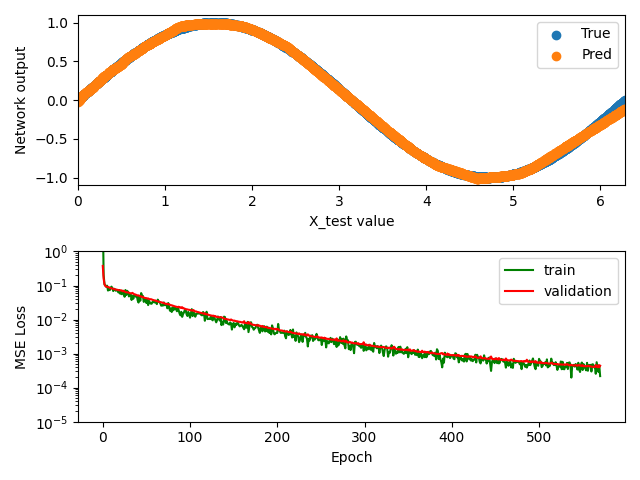 1.0
0.5
0.0
−0.5
−1.0
Network output
True
Pred
0 1 2 3 4 5 6
X_test value
10⁰
10⁻¹
10⁻²
10⁻³
10⁻⁴
10⁻⁵
MSE Loss
train
validation
0 100 200 300 400 500
Epoch